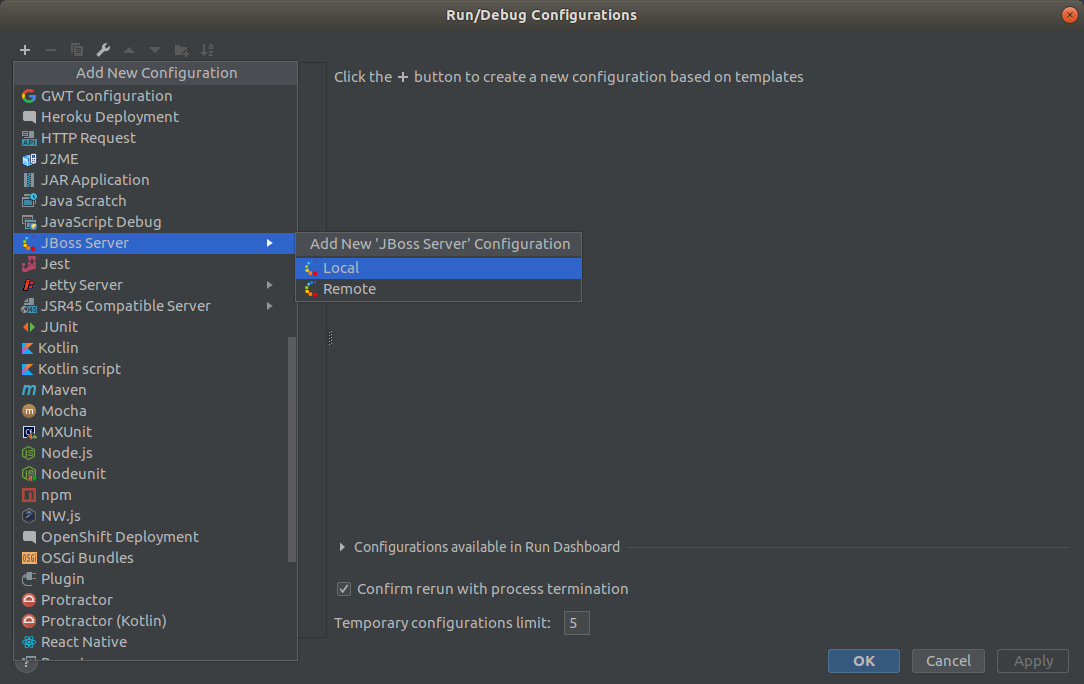 Run/Debug Configurations
Add New Configuration
Click the + button to create a new configuration based on templates
GWT Configuration
Heroku Deployment
HTTP Request
J2ME
JAR Application
Java Scratch
JavaScript Debug
JBoss Server
Add New 'JBoss Server' Configuration
Local
Remote
Jest
Jetty Server
JSR45 Compatible Server
JUnit
Kotlin
Kotlin script
Maven
Mocha
MXUnit
Node.js
Nodeunit
npm
NW.js
OpenShift Deployment
OSGi Bundles
Plugin
Protractor
Protractor (Kotlin)
React Native
Configurations available in Run Dashboard
Confirm rerun with process termination
Temporary configurations limit: 5
OK Cancel Apply